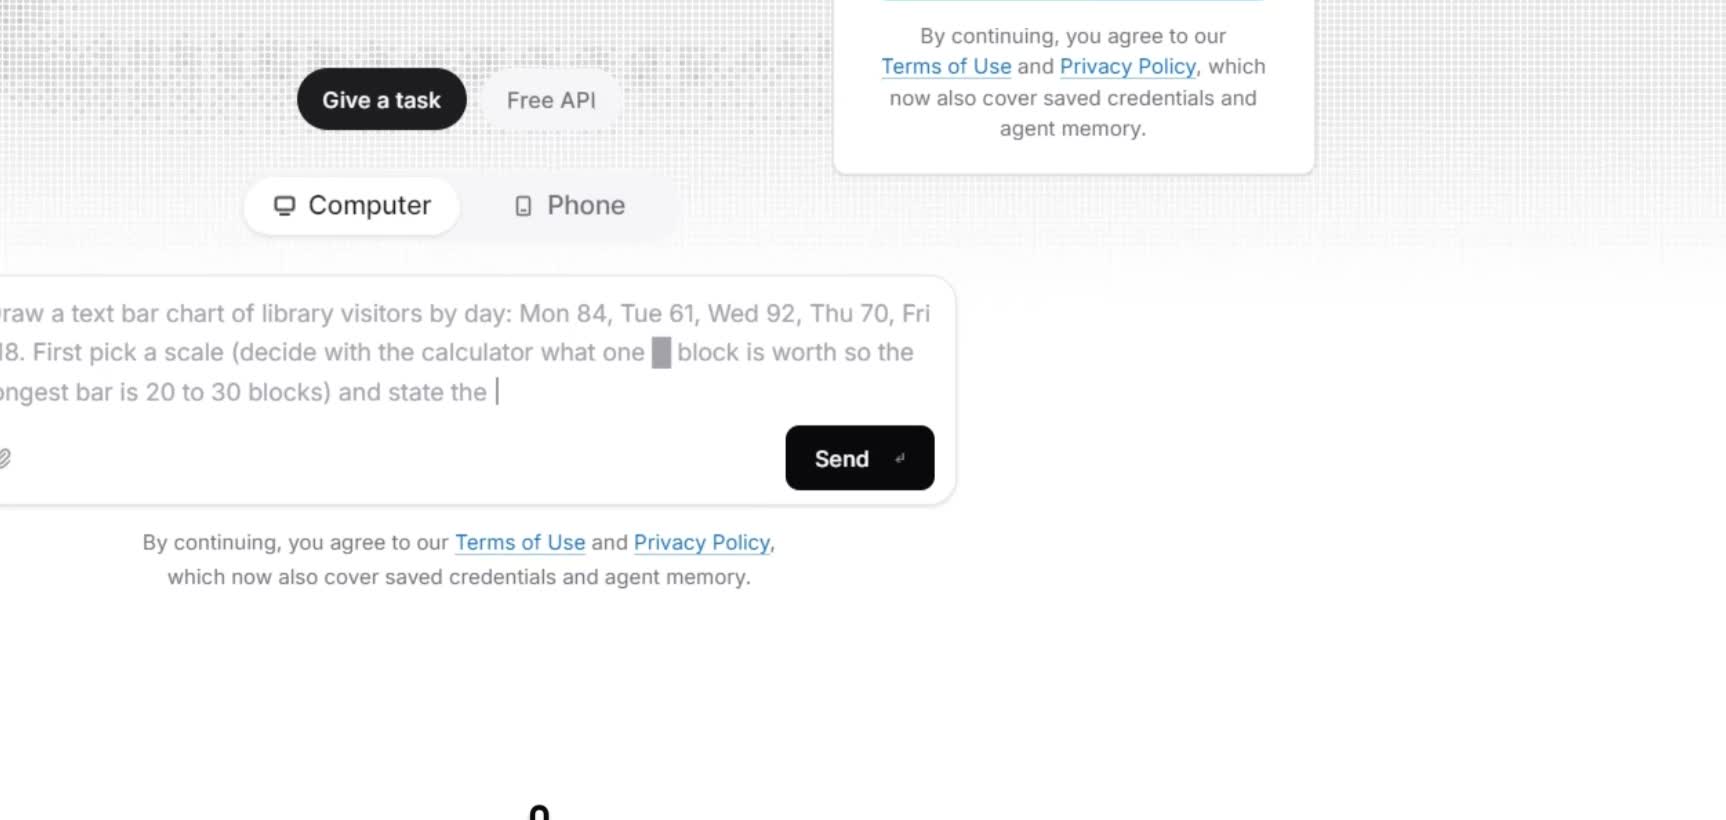 By continuing, you agree to our
Terms of Use and Privacy Policy, which
now also cover saved credentials and
agent memory.
Give a task
Free API
Computer
Phone
raw a text bar chart of library visitors by day: Mon 84, Tue 61, Wed 92, Thu 70, Fri
18. First pick a scale (decide with the calculator what one █ block is worth so the
ongest bar is 20 to 30 blocks) and state the
Send
By continuing, you agree to our Terms of Use and Privacy Policy,
which now also cover saved credentials and agent memory.